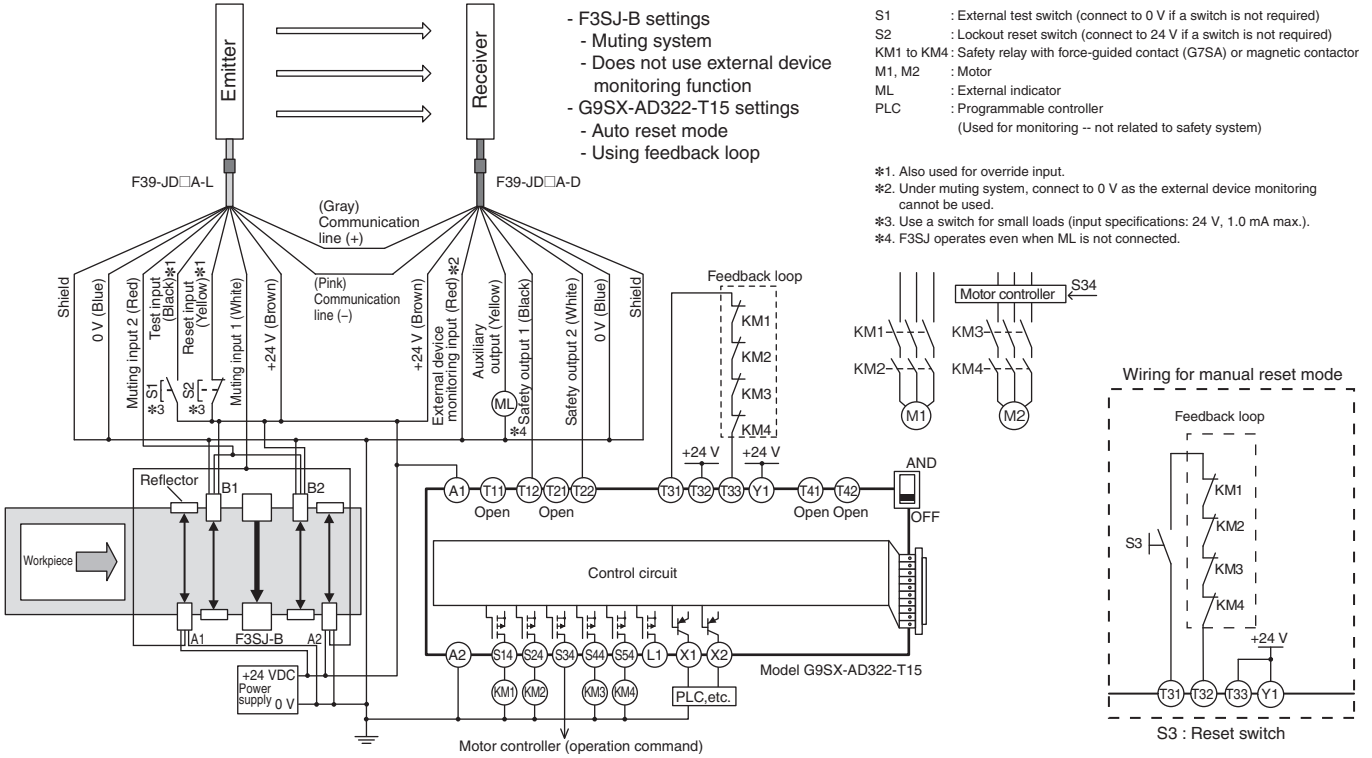 Emitter
Receiver
- F3SJ-B settings
- Muting system
- Does not use external device
monitoring function
- G9SX-AD322-T15 settings
- Auto reset mode
- Using feedback loop
S1 : External test switch (connect to 0 V if a switch is not required)
S2 : Lockout reset switch (connect to 24 V if a switch is not required)
KM1 to KM4 : Safety relay with force-guided contact (G7SA) or magnetic contactor
M1, M2 : Motor
ML : External indicator
PLC : Programmable controller
(Used for monitoring -- not related to safety system)
✻1. Also used for override input.
✻2. Under muting system, connect to 0 V as the external device monitoring
cannot be used.
✻3. Use a switch for small loads (input specifications: 24 V, 1.0 mA max.).
✻4. F3SJ operates even when ML is not connected.
F39-JD□A-L
F39-JD□A-D
(Gray)
Communication
line (+)
(Pink)
Communication
line (−)
Shield
0 V (Blue)
Muting input 2 (Red)
Test input
(Black)✻1
Reset input
(Yellow)✻1
Muting input 1 (White)
+24 V (Brown)
S1
✻3
S2
✻3
+24 V (Brown)
External device
monitoring input (Red)✻2
Auxiliary
output (Yellow)
Safety output 1 (Black)
Safety output 2 (White)
0 V (Blue)
Shield
ML
✻4
Feedback loop
KM1
KM2
KM3
KM4
+24 V
+24 V
Motor controller
S34
KM1
KM3
KM2
KM4
M1
M2
Reflector
B1
B2
Workpiece
A1
F3SJ-B
A2
+24 VDC
Power
supply
0 V
A1
T11
T12
T21
T22
T31
T32
T33
Y1
T41
T42
Open
Open
Open
Open
AND
OFF
Control circuit
A2
S14
S24
S34
S44
S54
L1
X1
X2
Model G9SX-AD322-T15
KM1
KM2
KM3
KM4
PLC,etc.
Motor controller (operation command)
Wiring for manual reset mode
Feedback loop
KM1
KM2
KM3
KM4
S3
+24 V
T31
T32
T33
Y1
S3 : Reset switch